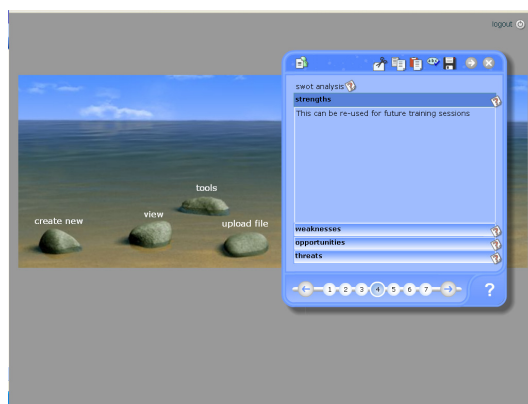 logout
swot analysis
strengths
This can be re-used for future training sessions
tools
view
create new
upload file
weaknesses
opportunities
threats
1 2 3 4 5 6 7
?